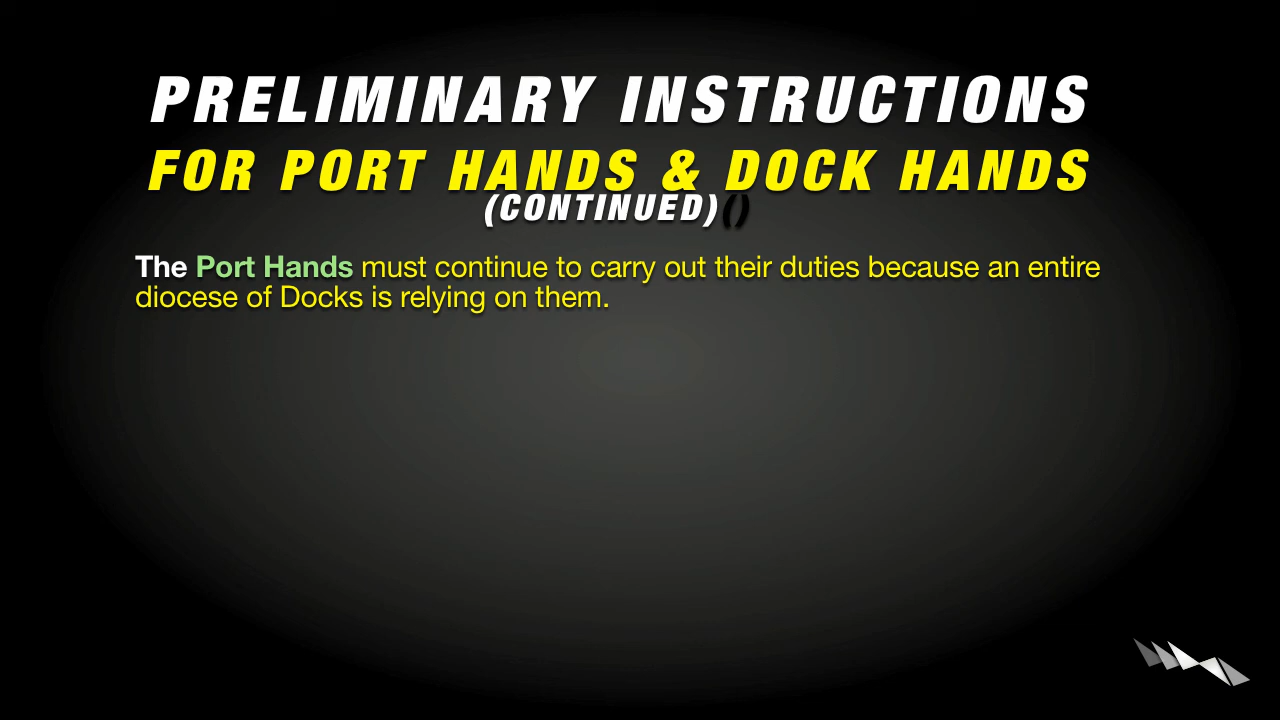 PRELIMINARY INSTRUCTIONS
FOR PORT HANDS & DOCK HANDS
(CONTINUED) ()
The Port Hands must continue to carry out their duties because an entire
diocese of Docks is relying on them.